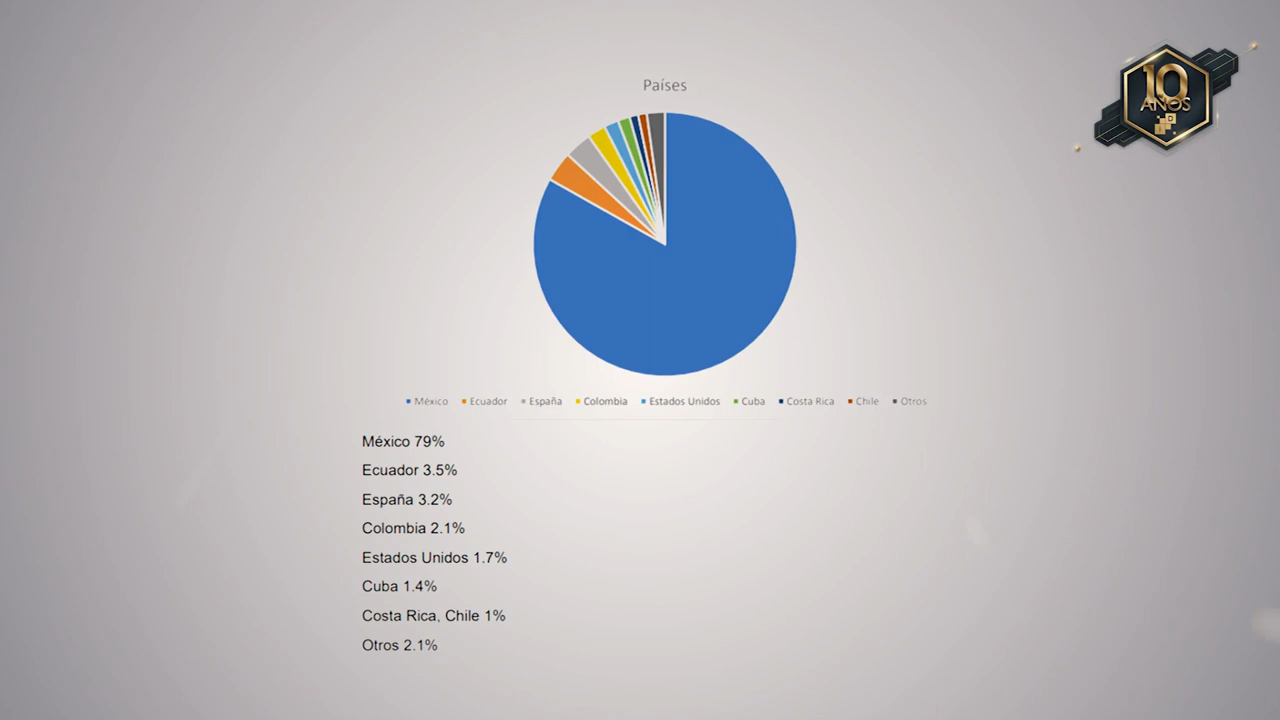 10
AÑOS
Países
México Ecuador España Colombia Estados Unidos Cuba Costa Rica Chile Otros
México 79%
Ecuador 3.5%
España 3.2%
Colombia 2.1%
Estados Unidos 1.7%
Cuba 1.4%
Costa Rica, Chile 1%
Otros 2.1%